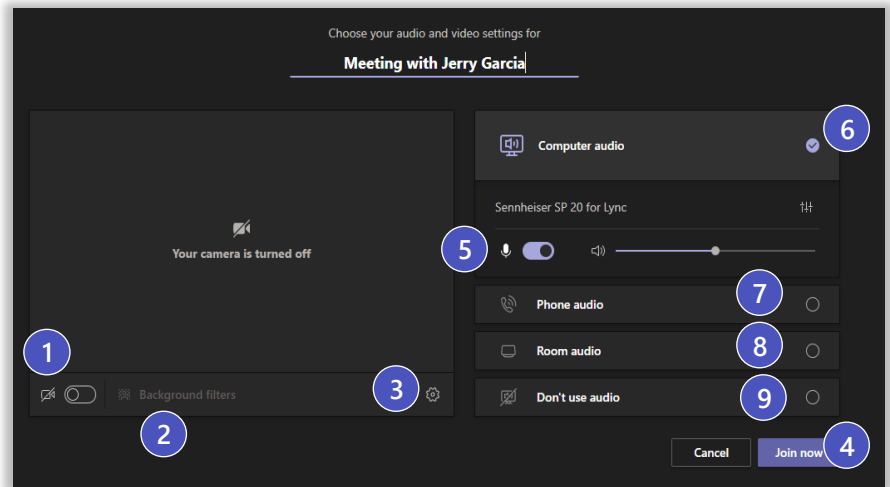 Choose your audio and video settings for
Meeting with Jerry Garcia
6
Computer audio
Sennheiser SP 20 for Lync
5
Your camera is turned off
7
Phone audio
8
Room audio
1
3
Background filters
9
Don't use audio
2
4
Cancel
Join now